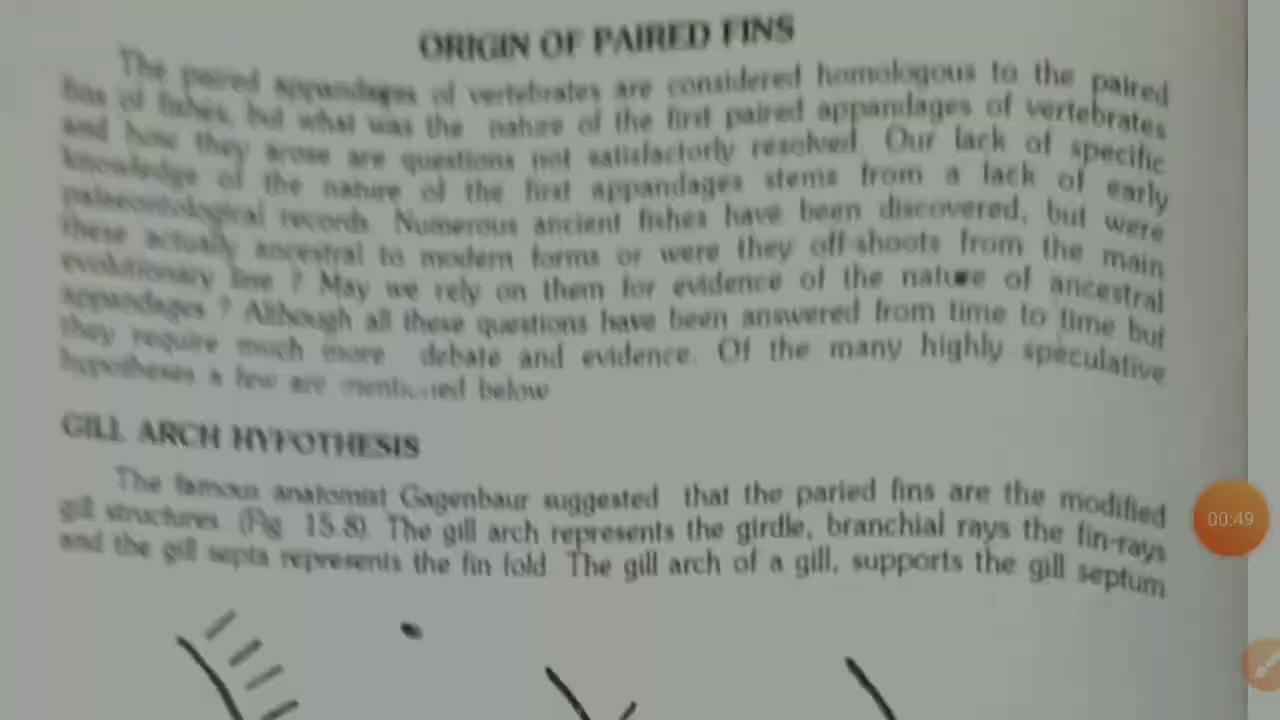 ORIGIN OF PAIRED FINS
The paired appandages of vertebrates are considered homologous to the paired
fins of fishes, but what was the nature of the first paired appandages of vertebrates
and how they arose are questions not satisfactorly resolved. Our lack of specific
knowledge of the nature of the first appandages stems from a lack of early
palaeontological records. Numerous ancient fishes have been discovered, but were
these actually ancestral to modern forms or were they off-shoots from the main
evolutionary line ? May we rely on them for evidence of the nature of ancestral
appandages ? Although all these questions have been answered from time to time but
they require much more debate and evidence. Of the many highly speculative
hypotheses a few are mentioned below
GILL ARCH HYPOTHESIS
The famous anatomist Gagenbaur suggested that the paried fins are the modified
gill structures. (Fig 15.8). The gill arch represents the girdle, branchial rays the fin-rays
and the gill septa represents the fin fold. The gill arch of a gill, supports the gill septum
00:49